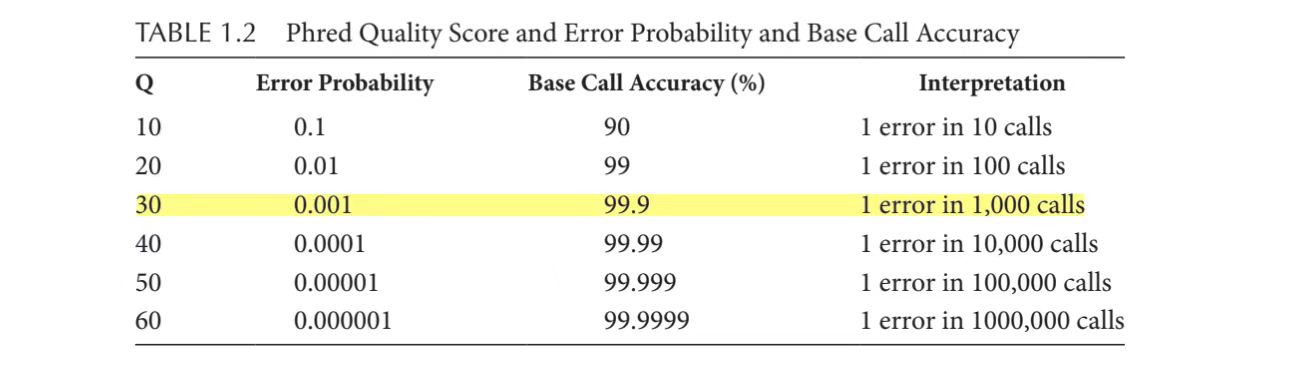 TABLE 1.2 Phred Quality Score and Error Probability and Base Call Accuracy
Q Error Probability Base Call Accuracy (%) Interpretation
10 0.1 90 1 error in 10 calls
20 0.01 99 1 error in 100 calls
30 0.001 99.9 1 error in 1,000 calls
40 0.0001 99.99 1 error in 10,000 calls
50 0.00001 99.999 1 error in 100,000 calls
60 0.000001 99.9999 1 error in 1000,000 calls